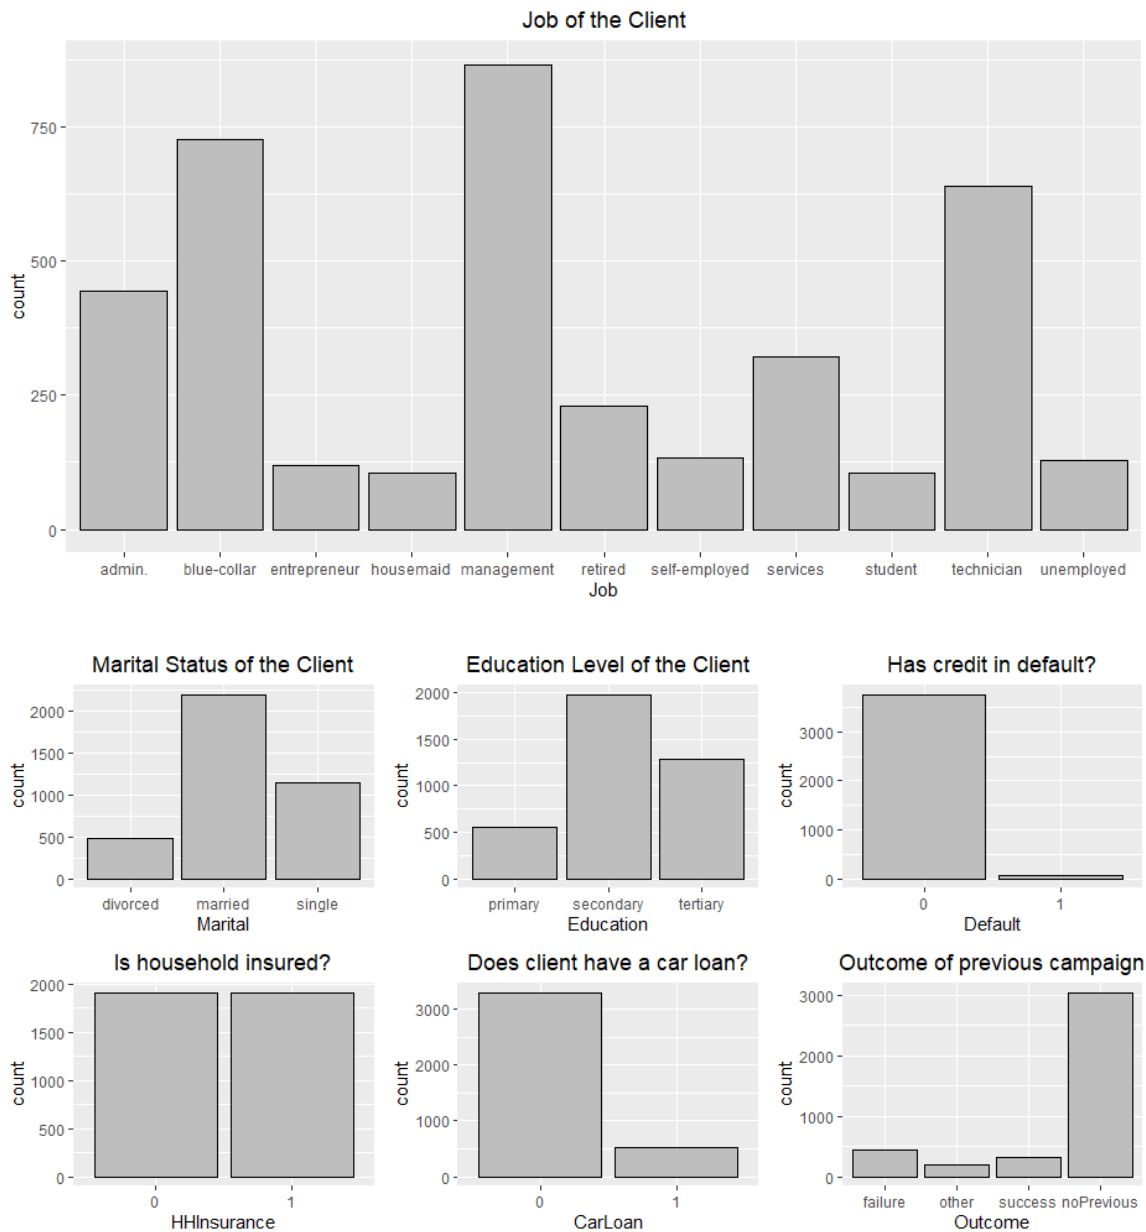 Job of the Client
count
750
500
250
0
admin. blue-collar entrepreneur housemaid management retired self-employed services student technician unemployed
Job
Marital Status of the Client
count
2000
1500
1000
500
0
divorced married single
Marital
Education Level of the Client
count
2000
1500
1000
500
0
primary secondary tertiary
Education
Has credit in default?
count
3000
2000
1000
0
0 1
Default
Is household insured?
count
2000
1500
1000
500
0
0 1
HHInsurance
Does client have a car loan?
count
3000
2000
1000
0
0 1
CarLoan
Outcome of previous campaign
count
3000
2000
1000
0
failure other success noPrevious
Outcome